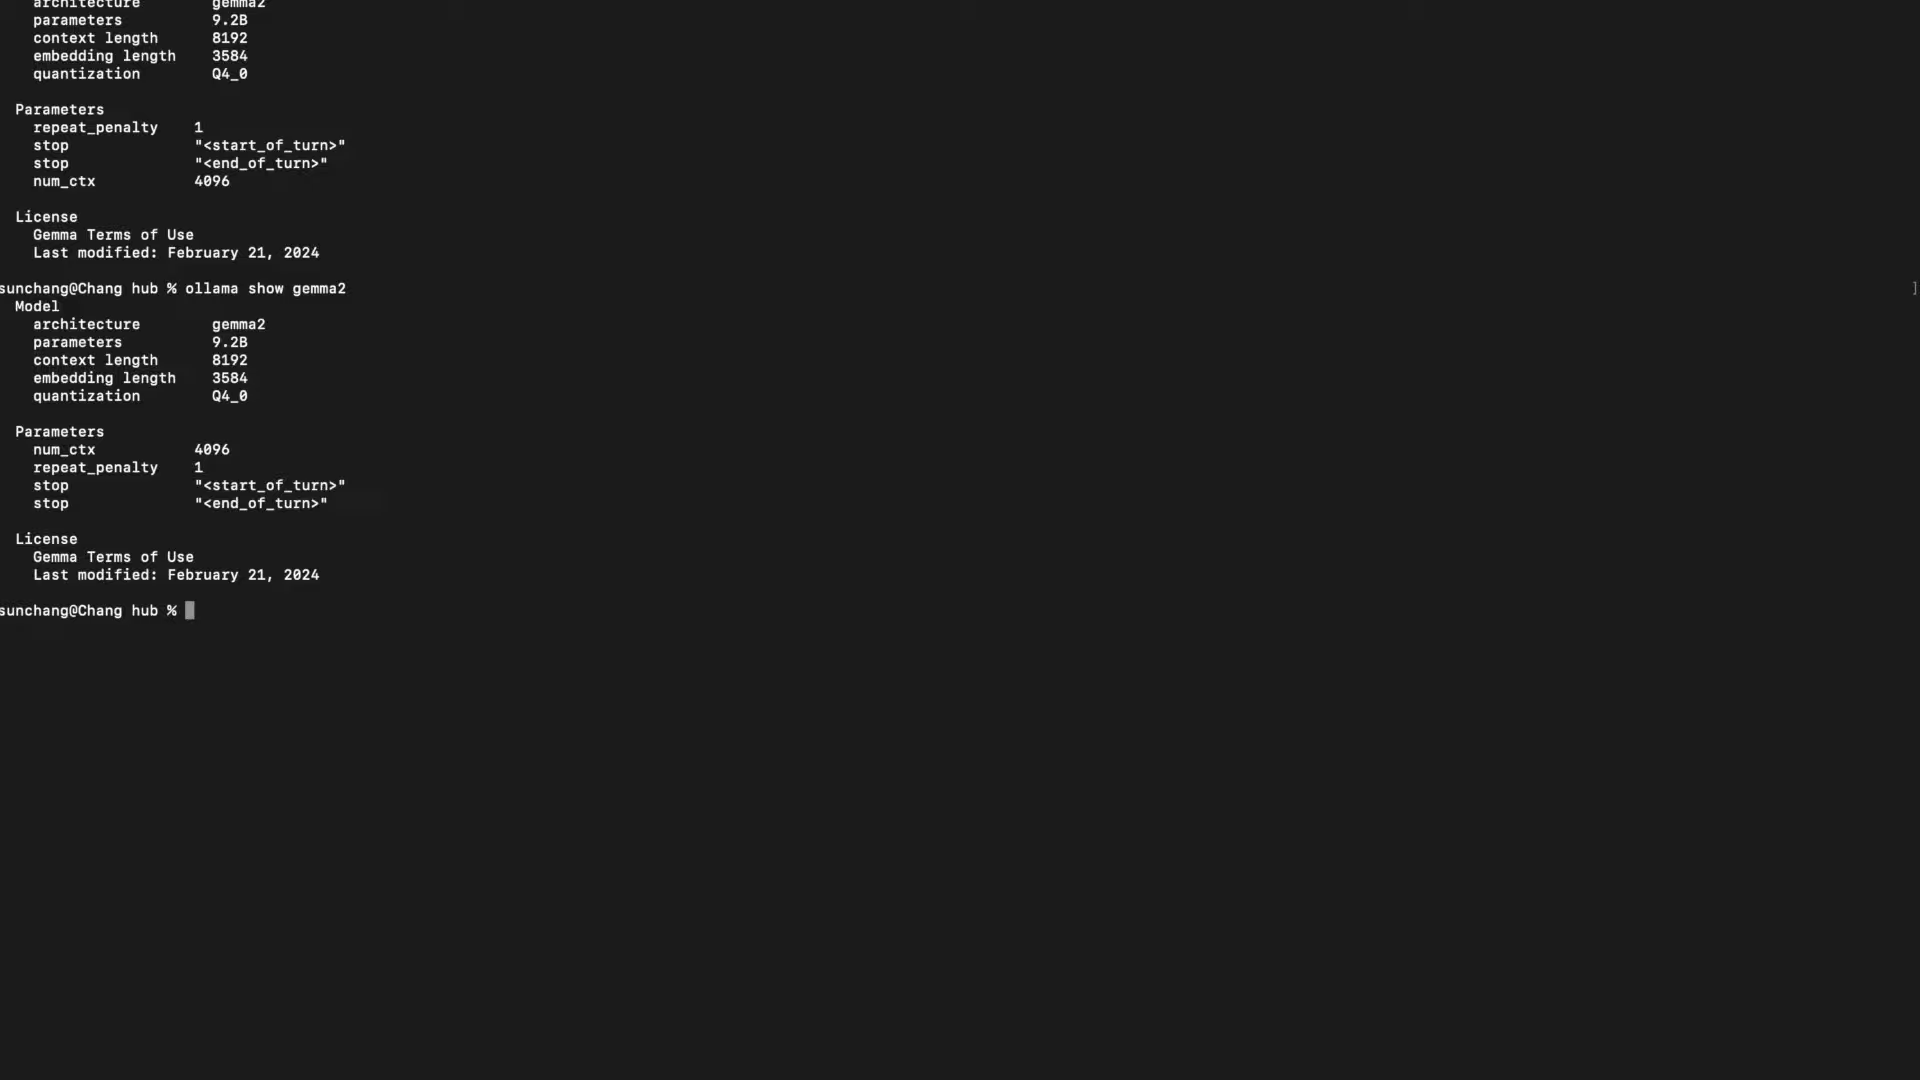 architecture gemma2
parameters 9.2B
context length 8192
embedding length 3584
quantization Q4_0
Parameters
repeat_penalty 1
stop "<start_of_turn>"
stop "<end_of_turn>"
num_ctx 4096
License
Gemma Terms of Use
Last modified: February 21, 2024
sunchang@Chang hub % ollama show gemma2 ]
Model
architecture gemma2
parameters 9.2B
context length 8192
embedding length 3584
quantization Q4_0
Parameters
num_ctx 4096
repeat_penalty 1
stop "<start_of_turn>"
stop "<end_of_turn>"
License
Gemma Terms of Use
Last modified: February 21, 2024
sunchang@Chang hub %